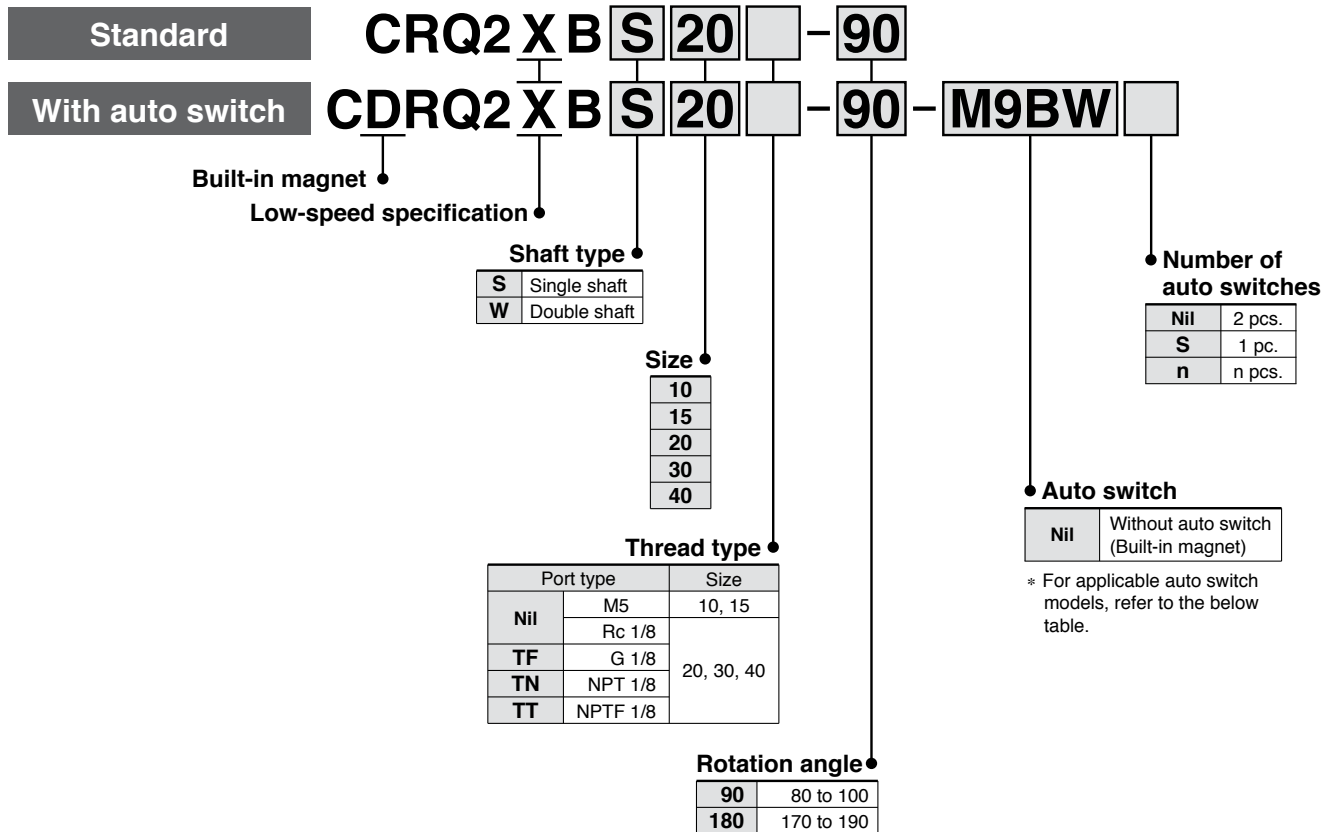 Standard CRQ2 X B S 20 - 90
With auto switch CDRQ2 X B S 20 - 90 - M9BW
Built-in magnet
Low-speed specification
Shaft type
S Single shaft
W Double shaft
Size
10
15
20
30
40
Thread type
Port type Size
Nil M5 10, 15
Rc 1/8 20, 30, 40
TF G 1/8
TN NPT 1/8
TT NPTF 1/8
Rotation angle
90 80 to 100
180 170 to 190
Auto switch
Nil Without auto switch
(Built-in magnet)
* For applicable auto switch
models, refer to the below
table.
Number of
auto switches
Nil 2 pcs.
S 1 pc.
n n pcs.